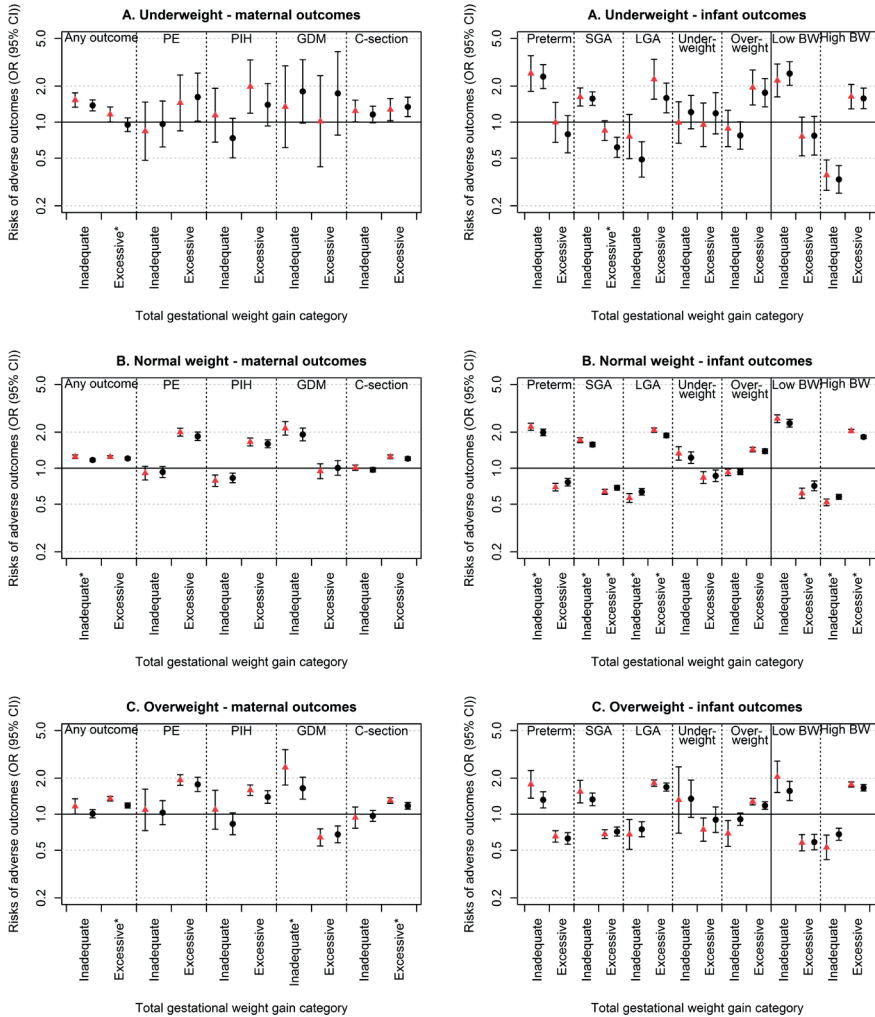 A. Underweight - maternal outcomes
Risks of adverse outcomes (OR (95% CI))
5.0
2.0
1.0
0.5
0.2
Any outcome PE PIH GDM C-section
Inadequate Excessive* Inadequate Excessive Inadequate Excessive Inadequate Excessive Inadequate Excessive
Total gestational weight gain category
A. Underweight - infant outcomes
Risks of adverse outcomes (OR (95% CI))
5.0
2.0
1.0
0.5
0.2
Preterm SGA LGA Under- Over- Low BW High BW
weight weight
Inadequate Excessive Inadequate Excessive* Inadequate Excessive Inadequate Excessive Inadequate Excessive Inadequate Excessive Inadequate Excessive
Total gestational weight gain category
B. Normal weight - maternal outcomes
Risks of adverse outcomes (OR (95% CI))
5.0
2.0
1.0
0.5
0.2
Any outcome PE PIH GDM C-section
Inadequate* Excessive Inadequate Excessive Inadequate Excessive Inadequate Excessive Inadequate Excessive
Total gestational weight gain category
B. Normal weight - infant outcomes
Risks of adverse outcomes (OR (95% CI))
5.0
2.0
1.0
0.5
0.2
Preterm SGA LGA Under- Over- Low BW High BW
weight weight
Inadequate* Excessive Inadequate* Excessive* Inadequate* Excessive* Inadequate Excessive Inadequate Excessive Inadequate Excessive* Inadequate* Excessive*
Total gestational weight gain category
C. Overweight - maternal outcomes
Risks of adverse outcomes (OR (95% CI))
5.0
2.0
1.0
0.5
0.2
Any outcome PE PIH GDM C-section
Inadequate Excessive* Inadequate Excessive Inadequate Excessive Inadequate* Excessive Inadequate Excessive*
Total gestational weight gain category
C. Overweight - infant outcomes
Risks of adverse outcomes (OR (95% CI))
5.0
2.0
1.0
0.5
0.2
Preterm SGA LGA Under- Over- Low BW High BW
weight weight
Inadequate Excessive Inadequate Excessive Inadequate Excessive Inadequate Excessive Inadequate Excessive Inadequate Excessive Inadequate Excessive
Total gestational weight gain category